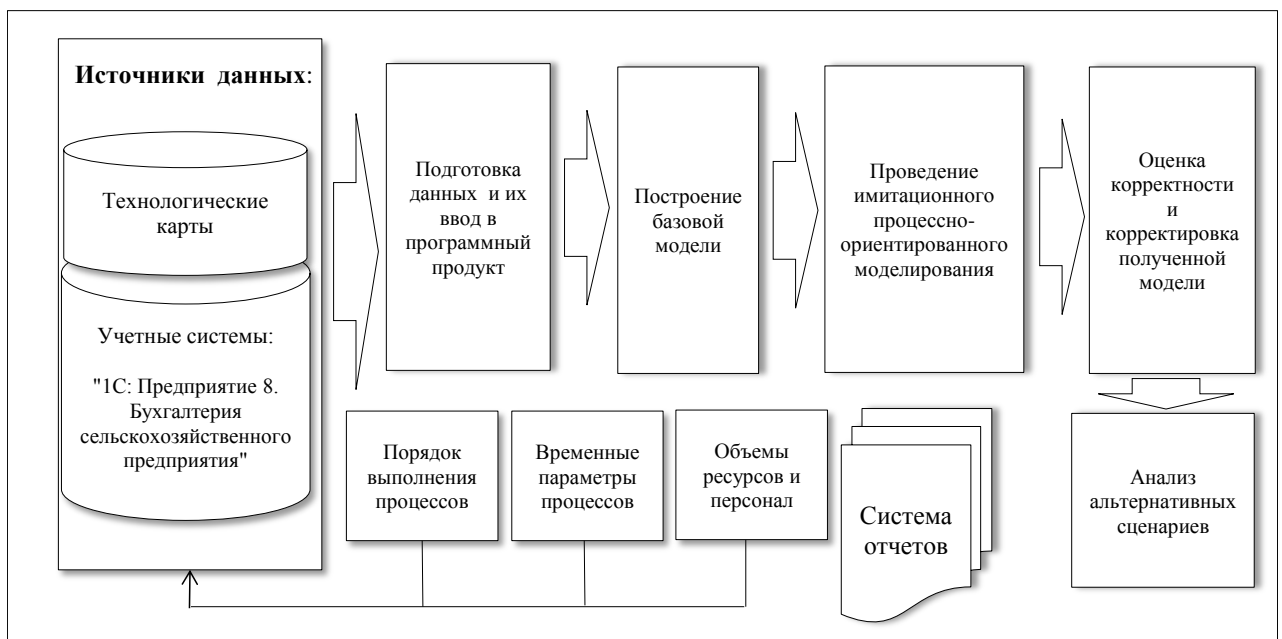 Источники данных:
Технологические
карты
Учетные системы:
"1С: Предприятие 8.
Бухгалтерия
сельскохозяйственного
предприятия"
Подготовка
данных и их
ввод в
программный
продукт
Построение
базовой
модели
Проведение
имитационного
процессно-
ориентированного
моделирования
Оценка
корректности
и
корректировка
полученной
модели
Порядок
выполнения
процессов
Временные
параметры
процессов
Объемы
ресурсов и
персонал
Система
отчетов
Анализ
альтернативных
сценариев